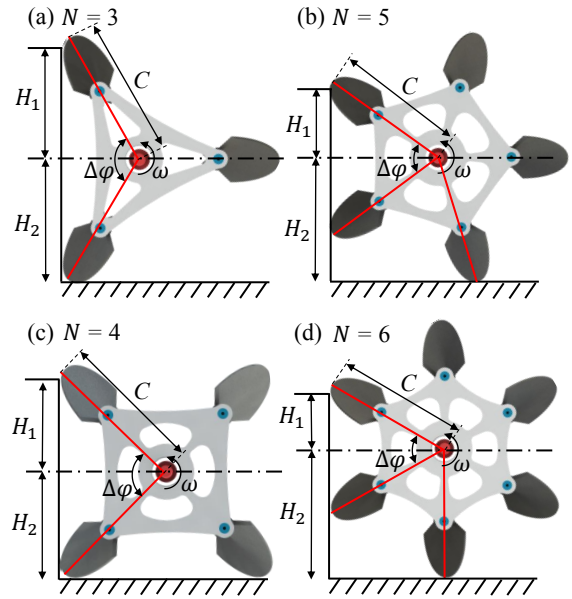 (a) N = 3
C
H₁
Δφ
ω
H₂
(b) N = 5
C
H₁
Δφ
ω
H₂
(c) N = 4
C
H₁
Δφ
ω
H₂
(d) N = 6
C
H₁
Δφ
ω
H₂